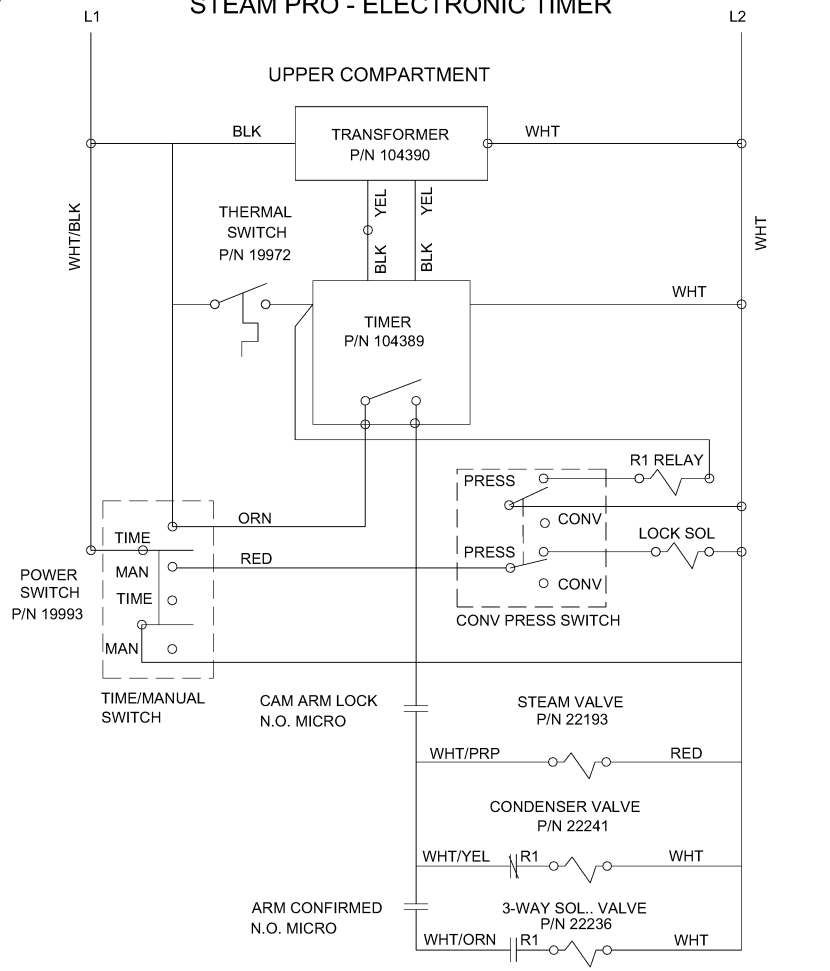 STEAM PRO - ELECTRONIC TIMER
L1
L2
UPPER COMPARTMENT
BLK
TRANSFORMER
P/N 104390
WHT
WHT/BLK
THERMAL
SWITCH
P/N 19972
YEL
YEL
BLK
BLK
WHT
WHT
TIMER
P/N 104389
R1 RELAY
PRESS
CONV
ORN
TIME
LOCK SOL
PRESS
RED
MAN
POWER
SWITCH
P/N 19993
TIME
CONV
CONV PRESS SWITCH
MAN
TIME/MANUAL
SWITCH
CAM ARM LOCK
N.O. MICRO
STEAM VALVE
P/N 22193
WHT/PRP
RED
CONDENSER VALVE
P/N 22241
WHT/YEL
R1
WHT
ARM CONFIRMED
N.O. MICRO
3-WAY SOL.. VALVE
P/N 22236
WHT/ORN
R1
WHT